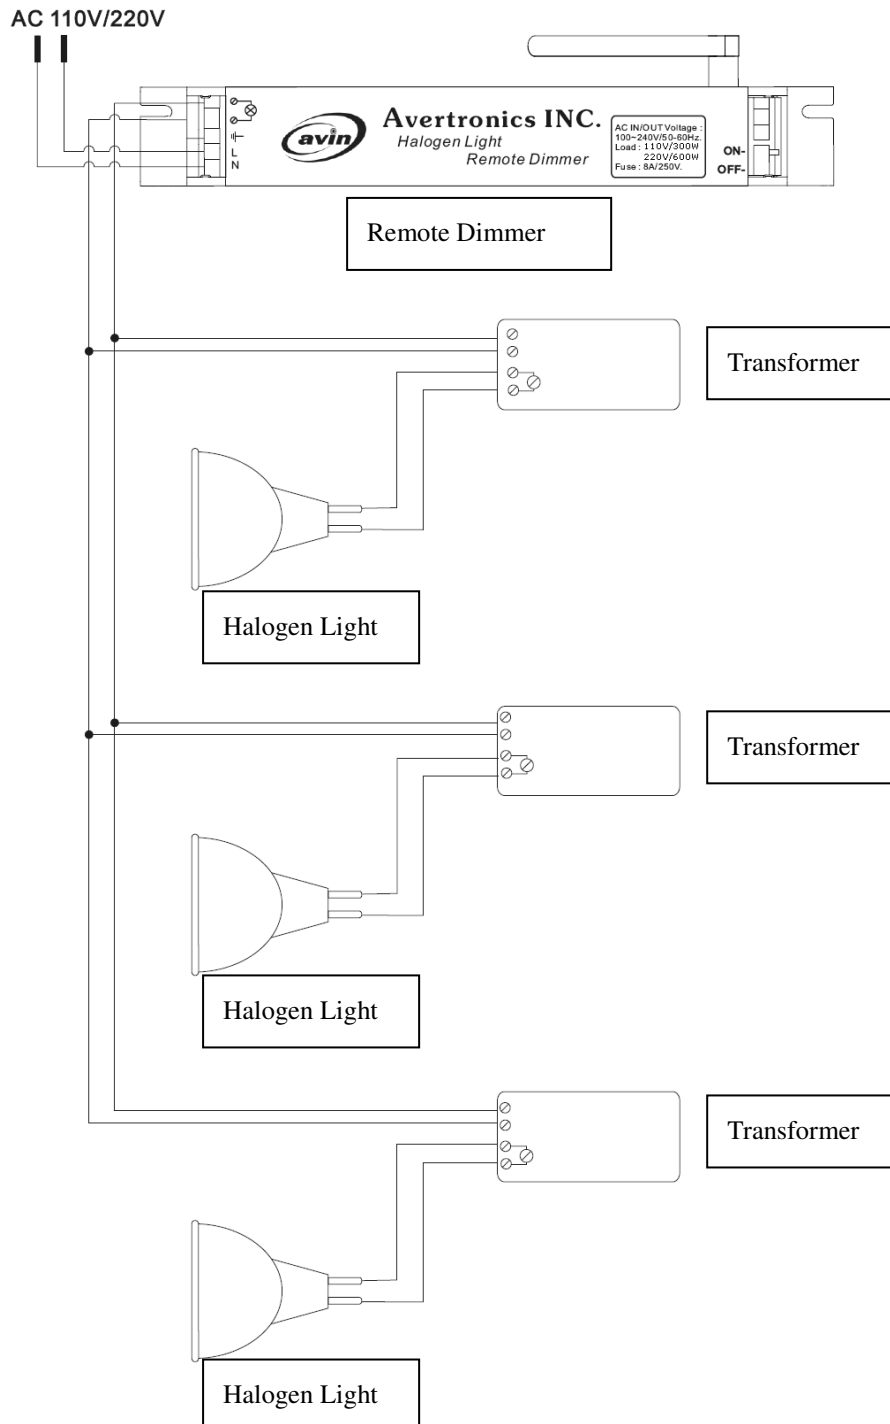 AC 110V/220V
L
N
avin
Avertronics INC.
Halogen Light
Remote Dimmer
AC IN/OUT Voltage :
100~240V/50-60Hz.
Load : 110V/300W
220V/600W
Fuse : 8A/250V.
ON-
OFF-
Remote Dimmer
Transformer
Halogen Light
Transformer
Halogen Light
Transformer
Halogen Light